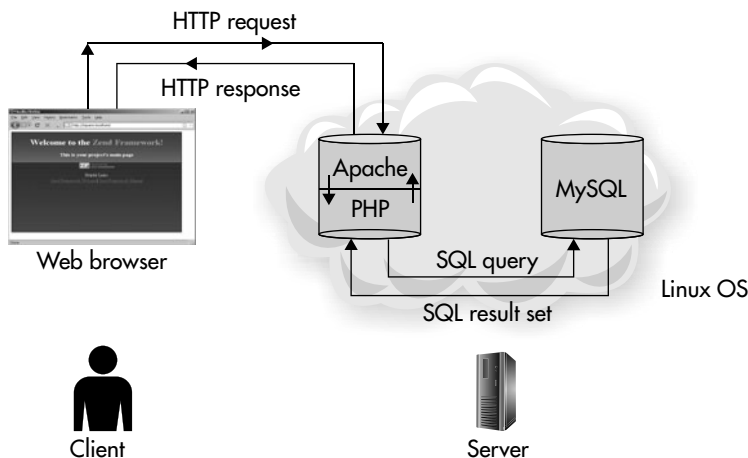 HTTP request
HTTP response
Welcome to the Zend Framework!
This is your project's main page
Web browser
Apache
PHP
MySQL
SQL query
SQL result set
Linux OS
Client
Server